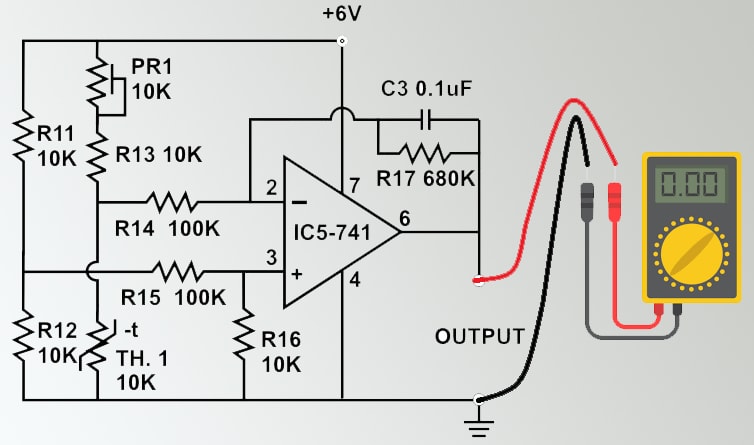 +6V
PR1
10K
C3 0.1uF
R11
10K
R13 10K
R17 680K
2
7
R14 100K
IC5-741
6
3
+
4
R15 100K
R12
10K
-t
TH. 1
10K
R16
10K
OUTPUT
0.00